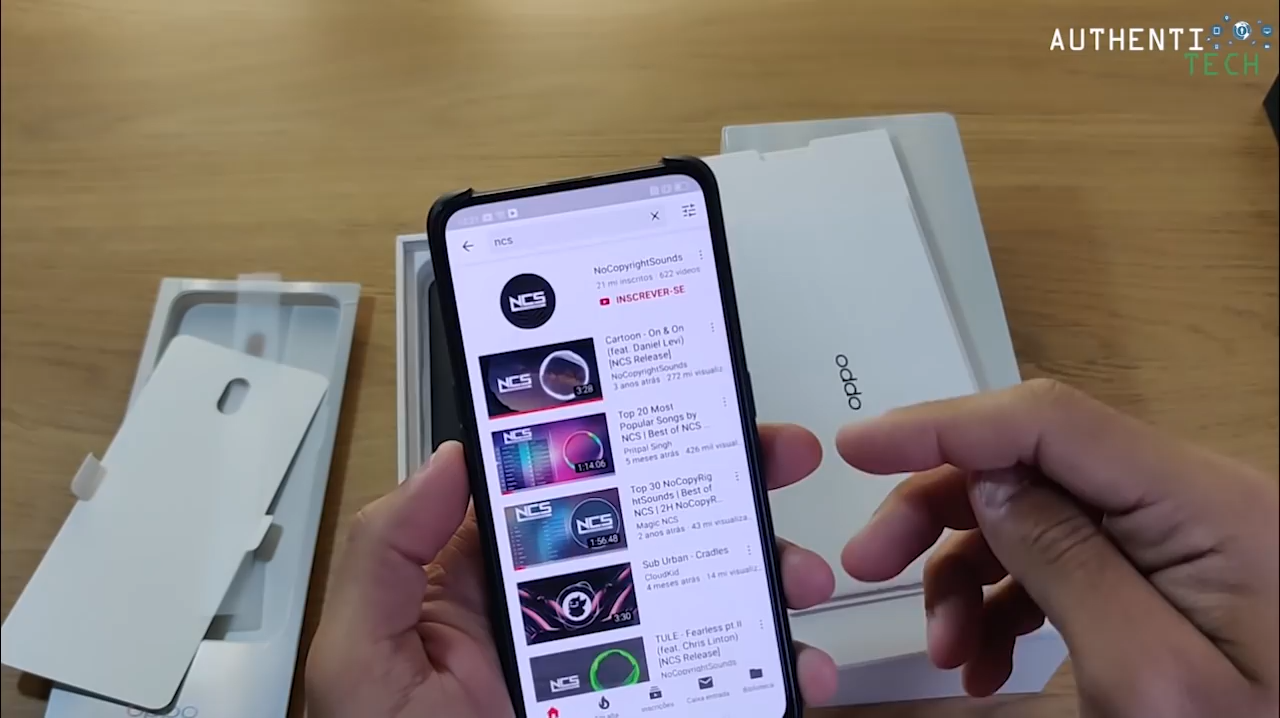 AUTHENTI
TECH
ncs
NoCopyrightSounds
21 mi inscritos · 622 vídeos
INSCREVER-SE
NCS
Cartoon - On & On
(feat. Daniel Levi)
[NCS Release]
NoCopyrightSounds
3 anos atrás · 272 mi visualiz
NCS
3:28
Top 20 Most
Popular Songs by
NCS | Best of NCS ...
Pritpal Singh
5 meses atrás · 426 mil visual...
NCS
1:14:06
Top 30 NoCopyRig
htSounds | Best of
NCS | 2H NoCopyR...
Magic NCS
2 anos atrás · 43 mi visualiza...
NCS
NCS
1:56:48
Sub Urban - Cradles
CloudKid
4 meses atrás · 14 mi visualiz...
3:30
TULE - Fearless pt.II
(feat. Chris Linton)
[NCS Release]
NoCopyrightSounds
NCS
Inscrições
Caixa entrada
Biblioteca
oppo
oppo